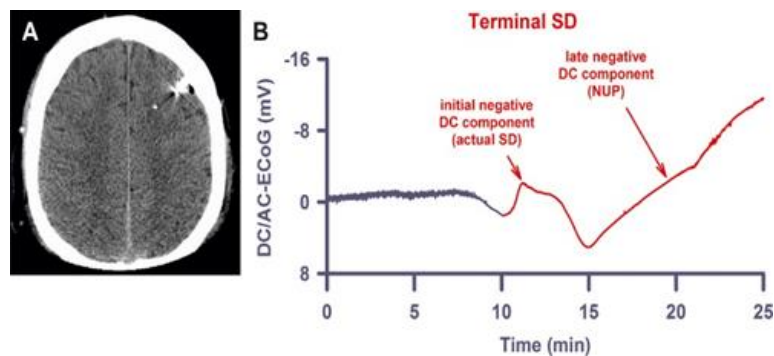 A
B
Terminal SD
-16
late negative
DC component
(NUP)
initial negative
DC component
(actual SD)
-8
0
8
DC/AC-ECoG (mV)
0
5
10
15
20
25
Time (min)